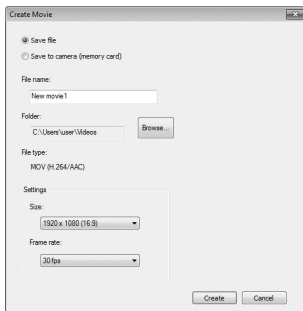 Create Movie
Save file
Save to camera (memory card)
File name:
New movie1
Folder:
C:\Users\user\Videos
Browse...
File type:
MOV (H.264/AAC)
Settings
Size:
1920 x 1080 (16:9)
Frame rate:
30 fps
Create
Cancel